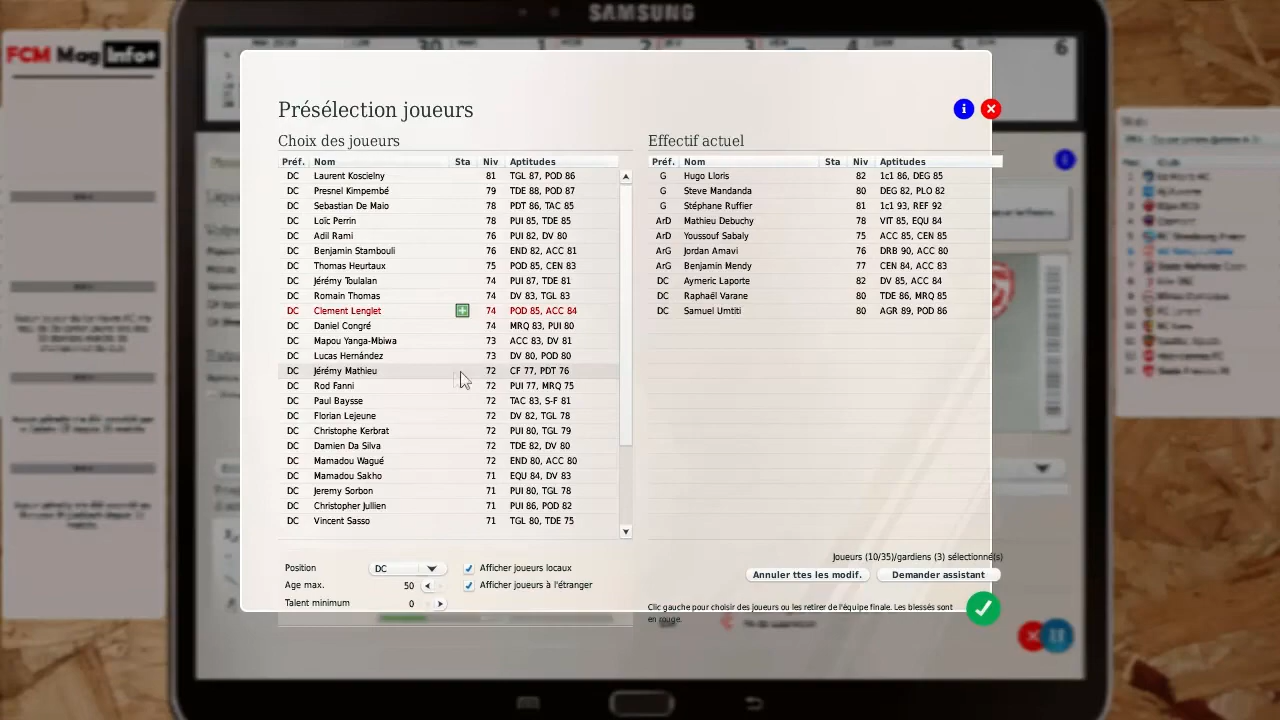 SAMSUNG
FCM Mag Info+
30 1 2 3 4 5 6
Présélection joueurs
Choix des joueurs
Préf. Nom Sta Niv Aptitudes
DC Laurent Koscielny 81 TGL 87, POD 86
DC Presnel Kimpembé 79 TDE 88, POD 87
DC Sebastian De Maio 78 PDT 86, TAC 85
DC Loïc Perrin 78 PUI 85, TDE 85
DC Adil Rami 76 PUI 82, DV 80
DC Benjamin Stambouli 76 END 82, ACC 81
DC Thomas Heurtaux 75 POD 85, CEN 83
DC Jérémy Toulalan 74 PUI 87, TDE 81
DC Romain Thomas 74 DV 83, TGL 83
DC Clement Lenglet 74 POD 85, ACC 84
DC Daniel Congré 74 MRQ 83, PUI 80
DC Mapou Yanga-Mbiwa 73 ACC 83, DV 81
DC Lucas Hernández 73 DV 80, POD 80
DC Jérémy Mathieu 72 CF 77, PDT 76
DC Rod Fanni 72 PUI 77, MRQ 75
DC Paul Baysse 72 TAC 83, S-F 81
DC Florian Lejeune 72 DV 82, TGL 78
DC Christophe Kerbrat 72 PUI 80, TGL 79
DC Damien Da Silva 72 TDE 82, DV 80
DC Mamadou Wagué 72 END 80, ACC 80
DC Mamadou Sakho 71 EQU 84, DV 83
DC Jeremy Sorbon 71 PUI 80, TGL 78
DC Christopher Jullien 71 PUI 86, POD 82
DC Vincent Sasso 71 TGL 80, TDE 75
Position DC
Age max. 50
Talent minimum 0
Afficher joueurs locaux
Afficher joueurs à l'étranger
Effectif actuel
Préf. Nom Sta Niv Aptitudes
G Hugo Lloris 82 1c1 86, DEG 85
G Steve Mandanda 80 DEG 82, PLO 82
G Stéphane Ruffier 81 1c1 93, REF 92
ArD Mathieu Debuchy 78 VIT 85, EQU 84
ArD Youssouf Sabaly 75 ACC 85, CEN 85
ArG Jordan Amavi 76 DRB 90, ACC 80
ArG Benjamin Mendy 77 CEN 84, ACC 83
DC Aymeric Laporte 82 DV 85, ACC 84
DC Raphaël Varane 80 TDE 86, MRQ 85
DC Samuel Umtiti 80 AGR 89, POD 86
Joueurs (10/35)/gardiens (3) sélectionné(s)
Annuler ttes les modif.
Demander assistant
Clic gauche pour choisir des joueurs ou les retirer de l'équipe finale. Les blessés sont
en rouge.